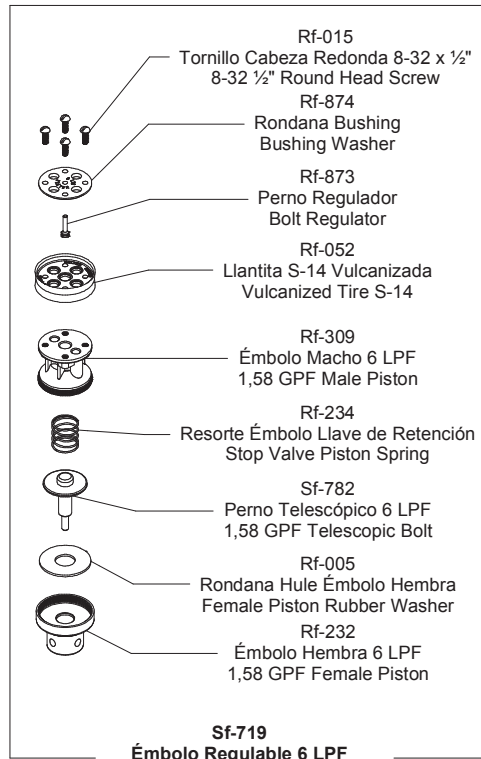 Rf-015
Tornillo Cabeza Redonda 8-32 x ½"
8-32 ½" Round Head Screw
Rf-874
Rondana Bushing
Bushing Washer
Rf-873
Perno Regulador
Bolt Regulator
Rf-052
Llantita S-14 Vulcanizada
Vulcanized Tire S-14
Rf-309
Émbolo Macho 6 LPF
1,58 GPF Male Piston
Rf-234
Resorte Émbolo Llave de Retención
Stop Valve Piston Spring
Sf-782
Perno Telescópico 6 LPF
1,58 GPF Telescopic Bolt
Rf-005
Rondana Hule Émbolo Hembra
Female Piston Rubber Washer
Rf-232
Émbolo Hembra 6 LPF
1,58 GPF Female Piston
Sf-719
Émbolo Regulable 6 LPF